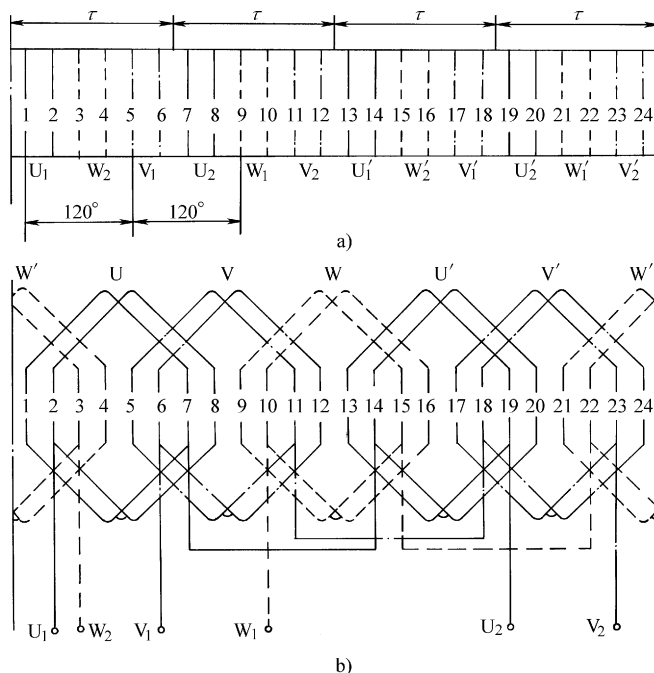 τ τ τ τ
1 2 3 4 5 6 7 8 9 10 11 12 13 14 15 16 17 18 19 20 21 22 23 24
U₁ W₂ V₁ U₂ W₁ V₂ U₁′ W₂′ V₁′ U₂′ W₁′ V₂′
120° 120°
a)
W′ U V W U′ V′ W′
1 2 3 4 5 6 7 8 9 10 11 12 13 14 15 16 17 18 19 20 21 22 23 24
U₁ W₂ V₁ W₁ U₂ V₂
b)